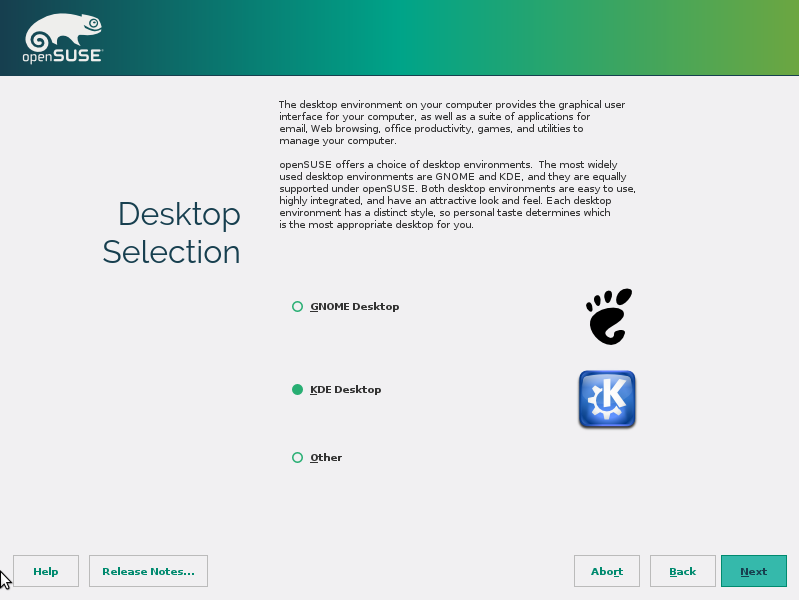 openSUSE
The desktop environment on your computer provides the graphical user
interface for your computer, as well as a suite of applications for
email, Web browsing, office productivity, games, and utilities to
manage your computer.
openSUSE offers a choice of desktop environments.  The most widely
used desktop environments are GNOME and KDE, and they are equally
supported under openSUSE. Both desktop environments are easy to use,
highly integrated, and have an attractive look and feel. Each desktop
environment has a distinct style, so personal taste determines which
is the most appropriate desktop for you.
Desktop
Selection
GNOME Desktop
KDE Desktop
K
Other
Help
Release Notes...
Abort
Back
Next